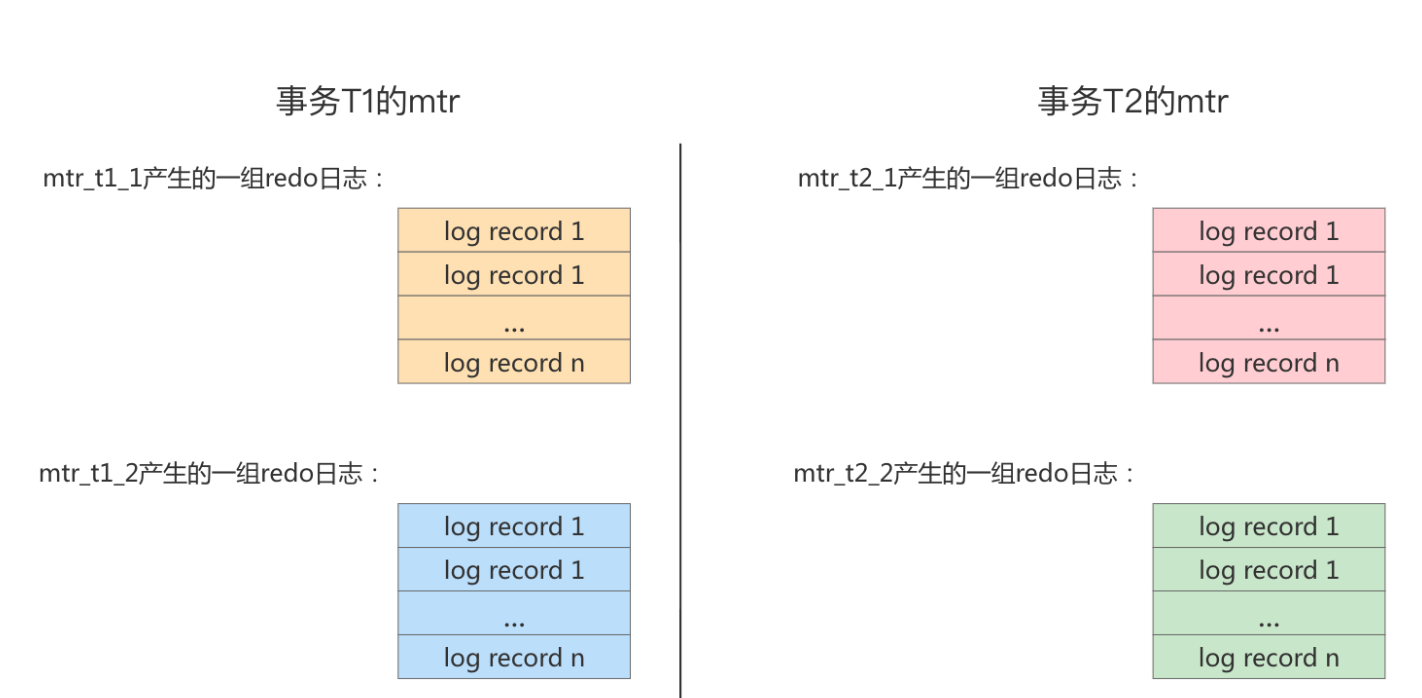 事务T1的mtr
mtr_t1_1产生的一组redo日志：
log record 1
log record 1
...
log record n
mtr_t1_2产生的一组redo日志：
log record 1
log record 1
...
log record n
事务T2的mtr
mtr_t2_1产生的一组redo日志：
log record 1
log record 1
...
log record n
mtr_t2_2产生的一组redo日志：
log record 1
log record 1
...
log record n